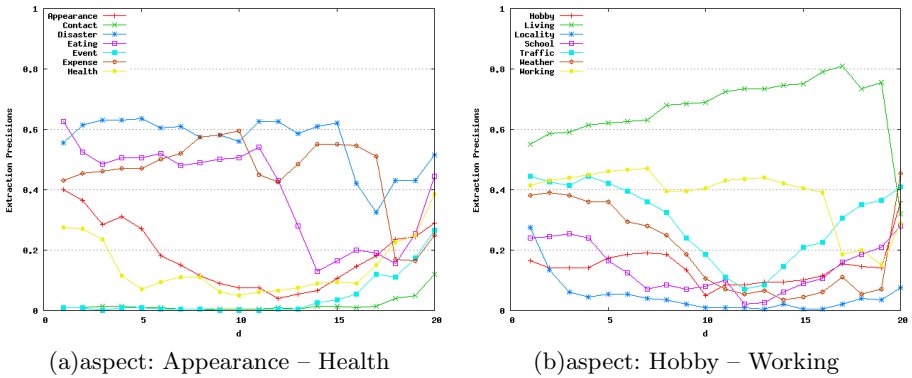 1
0.8
0.6
0.4
0.2
0
0
5
10
15
20
Extraction Precisions
d
Appearance
Contact
Disaster
Eating
Event
Expense
Health
(a)aspect: Appearance – Health
1
0.8
0.6
0.4
0.2
0
0
5
10
15
20
Extraction Precisions
d
Hobby
Living
Locality
School
Traffic
Weather
Working
(b)aspect: Hobby – Working